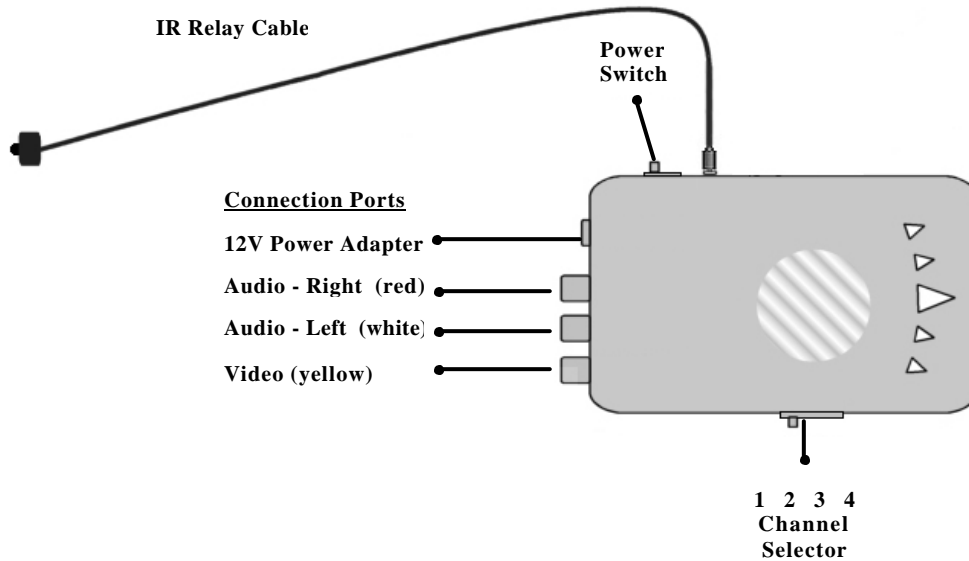 IR Relay Cable
Power
Switch
Connection Ports
12V Power Adapter
Audio - Right (red)
Audio - Left (white)
Video (yellow)
1 2 3 4
Channel
Selector